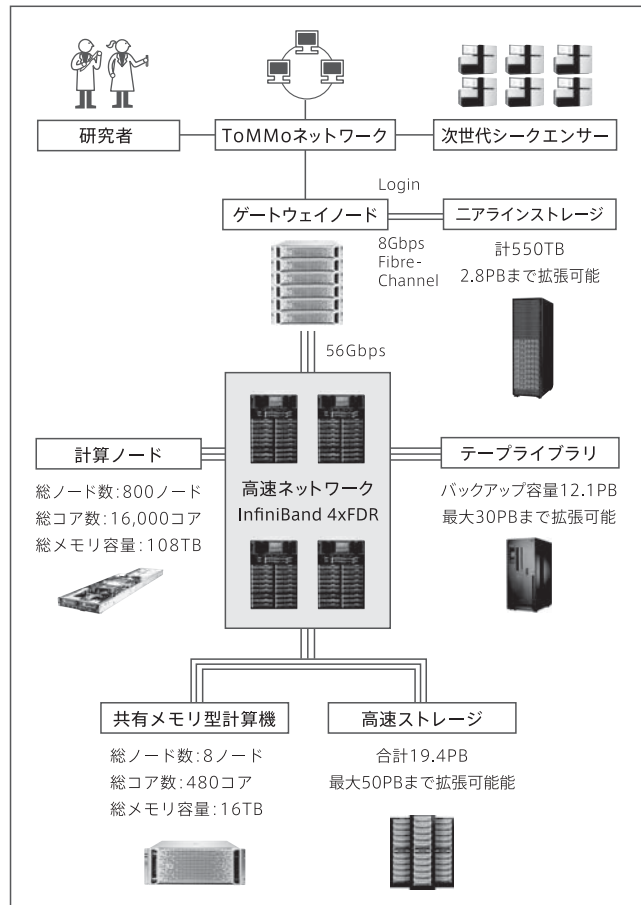 研究者
ToMMoネットワーク
次世代シークエンサー
Login
ゲートウェイノード
ニアラインストレージ
8Gbps
Fibre-
Channel
計550TB
2.8PBまで拡張可能
56Gbps
計算ノード
総ノード数:800ノード
総コア数:16,000コア
総メモリ容量:108TB
高速ネットワーク
InfiniBand 4xFDR
テープライブラリ
バックアップ容量12.1PB
最大30PBまで拡張可能
共有メモリ型計算機
総ノード数:8ノード
総コア数:480コア
総メモリ容量:16TB
高速ストレージ
合計19.4PB
最大50PBまで拡張可能能